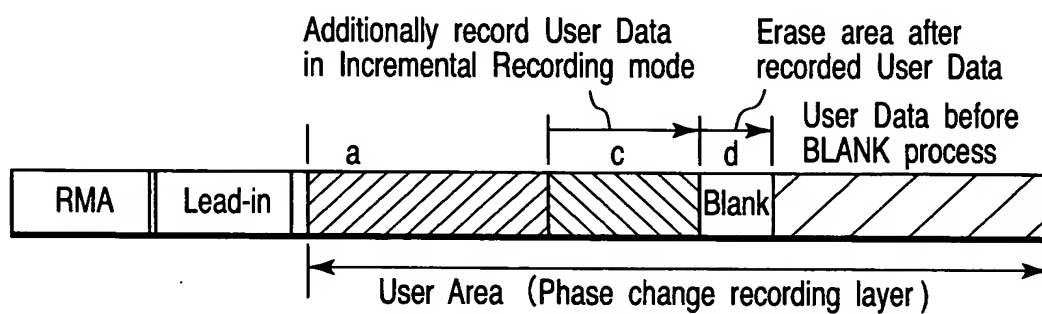 Additionally record User Data
in Incremental Recording mode
Erase area after
recorded User Data
User Data before
BLANK process
a
c
d
RMA
Lead-in
Blank
User Area (Phase change recording layer)